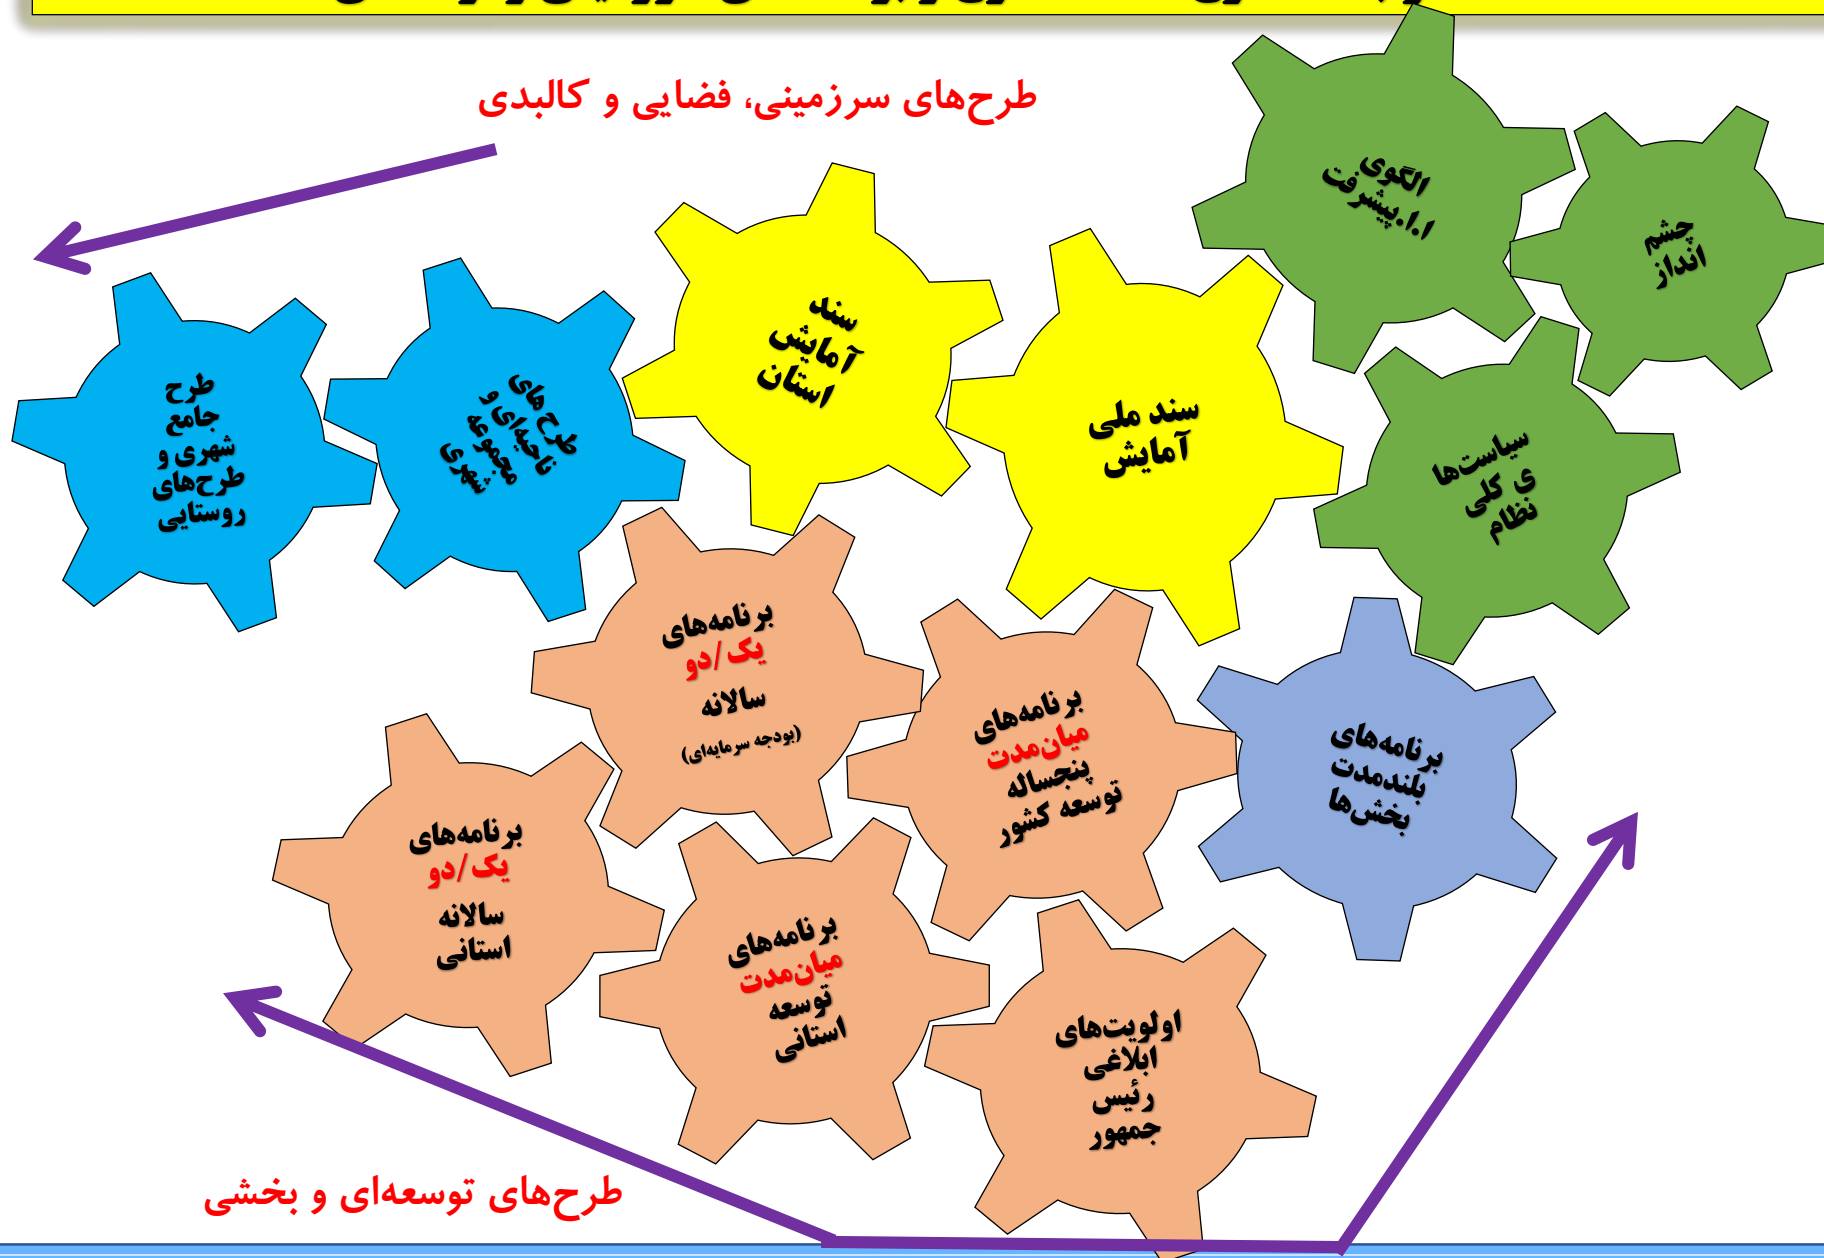 طرح‌های سرزمینی، فضایی و کالبدی
چشم
انداز
الگوی
ا.ا.پیشرفت
سیاست‌ها
ی کلی
نظام
سند ملی
آمایش
سند
آمایش
استان
طرح های
ناحیه‌ای و
مجموعه
شهری
طرح
جامع
شهری و
طرح‌های
روستایی
برنامه‌های
بلندمدت
بخش‌ها
برنامه‌های
میان‌مدت
پنجساله
توسعه کشور
برنامه‌های
یک/دو
سالانه
(بودجه سرمایه‌ای)
اولویت‌های
ابلاغی
رئیس
جمهور
برنامه‌های
میان‌مدت
توسعه
استانی
برنامه‌های
یک/دو
سالانه
استانی
طرح‌های توسعه‌ای و بخشی